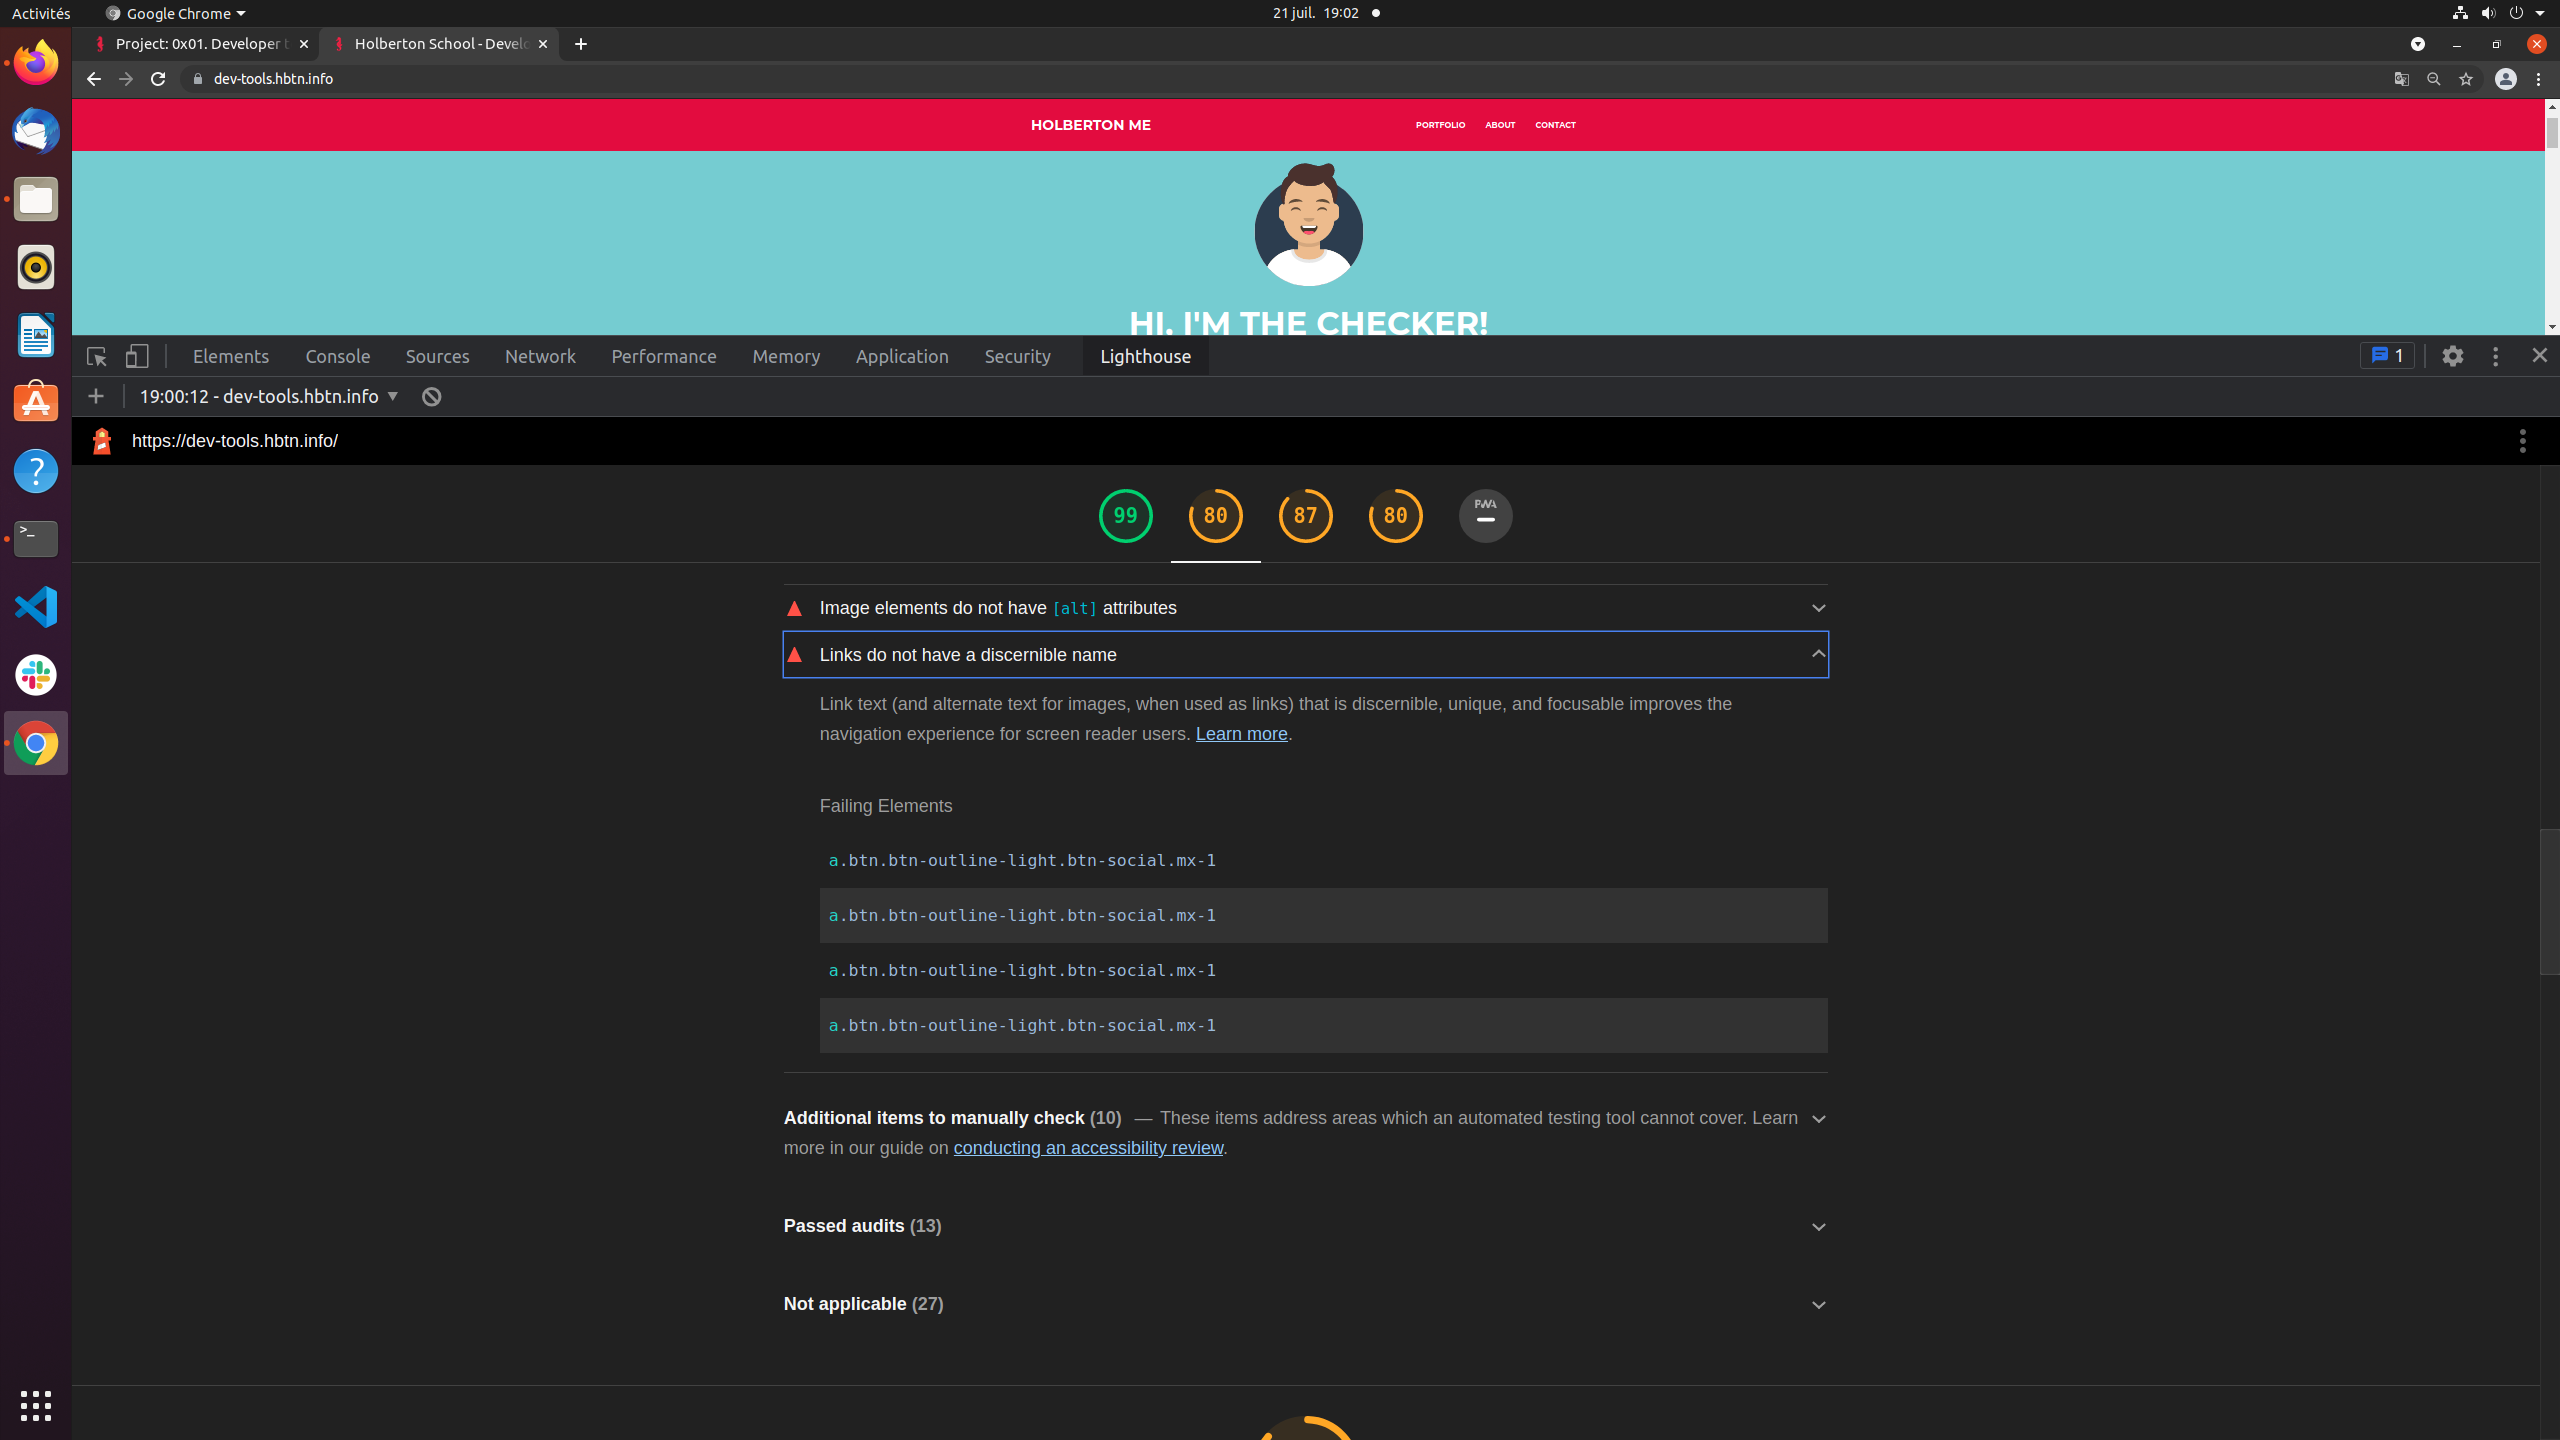 Activités Google Chrome 21 juil. 19:02
Project: 0x01. Developer t Holberton School - Develo
dev-tools.hbtn.info
HOLBERTON ME PORTFOLIO ABOUT CONTACT
HI, I'M THE CHECKER!
Elements Console Sources Network Performance Memory Application Security Lighthouse 1
19:00:12 - dev-tools.hbtn.info
https://dev-tools.hbtn.info/
99 80 87 80 PWA
Image elements do not have [alt] attributes
Links do not have a discernible name
Link text (and alternate text for images, when used as links) that is discernible, unique, and focusable improves the
navigation experience for screen reader users. Learn more.
Failing Elements
a.btn.btn-outline-light.btn-social.mx-1
a.btn.btn-outline-light.btn-social.mx-1
a.btn.btn-outline-light.btn-social.mx-1
a.btn.btn-outline-light.btn-social.mx-1
Additional items to manually check (10) — These items address areas which an automated testing tool cannot cover. Learn
more in our guide on conducting an accessibility review.
Passed audits (13)
Not applicable (27)